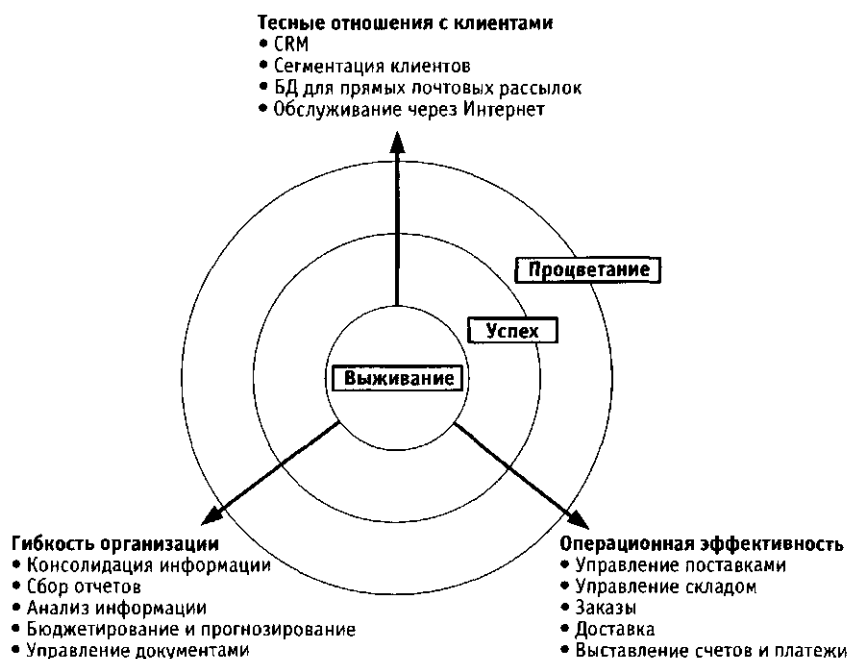 Тесные отношения с клиентами
• CRM
• Сегментация клиентов
• БД для прямых почтовых рассылок
• Обслуживание через Интернет
Процветание
Успех
Выживание
Гибкость организации
• Консолидация информации
• Сбор отчетов
• Анализ информации
• Бюджетирование и прогнозирование
• Управление документами
Операционная эффективность
• Управление поставками
• Управление складом
• Заказы
• Доставка
• Выставление счетов и платежи